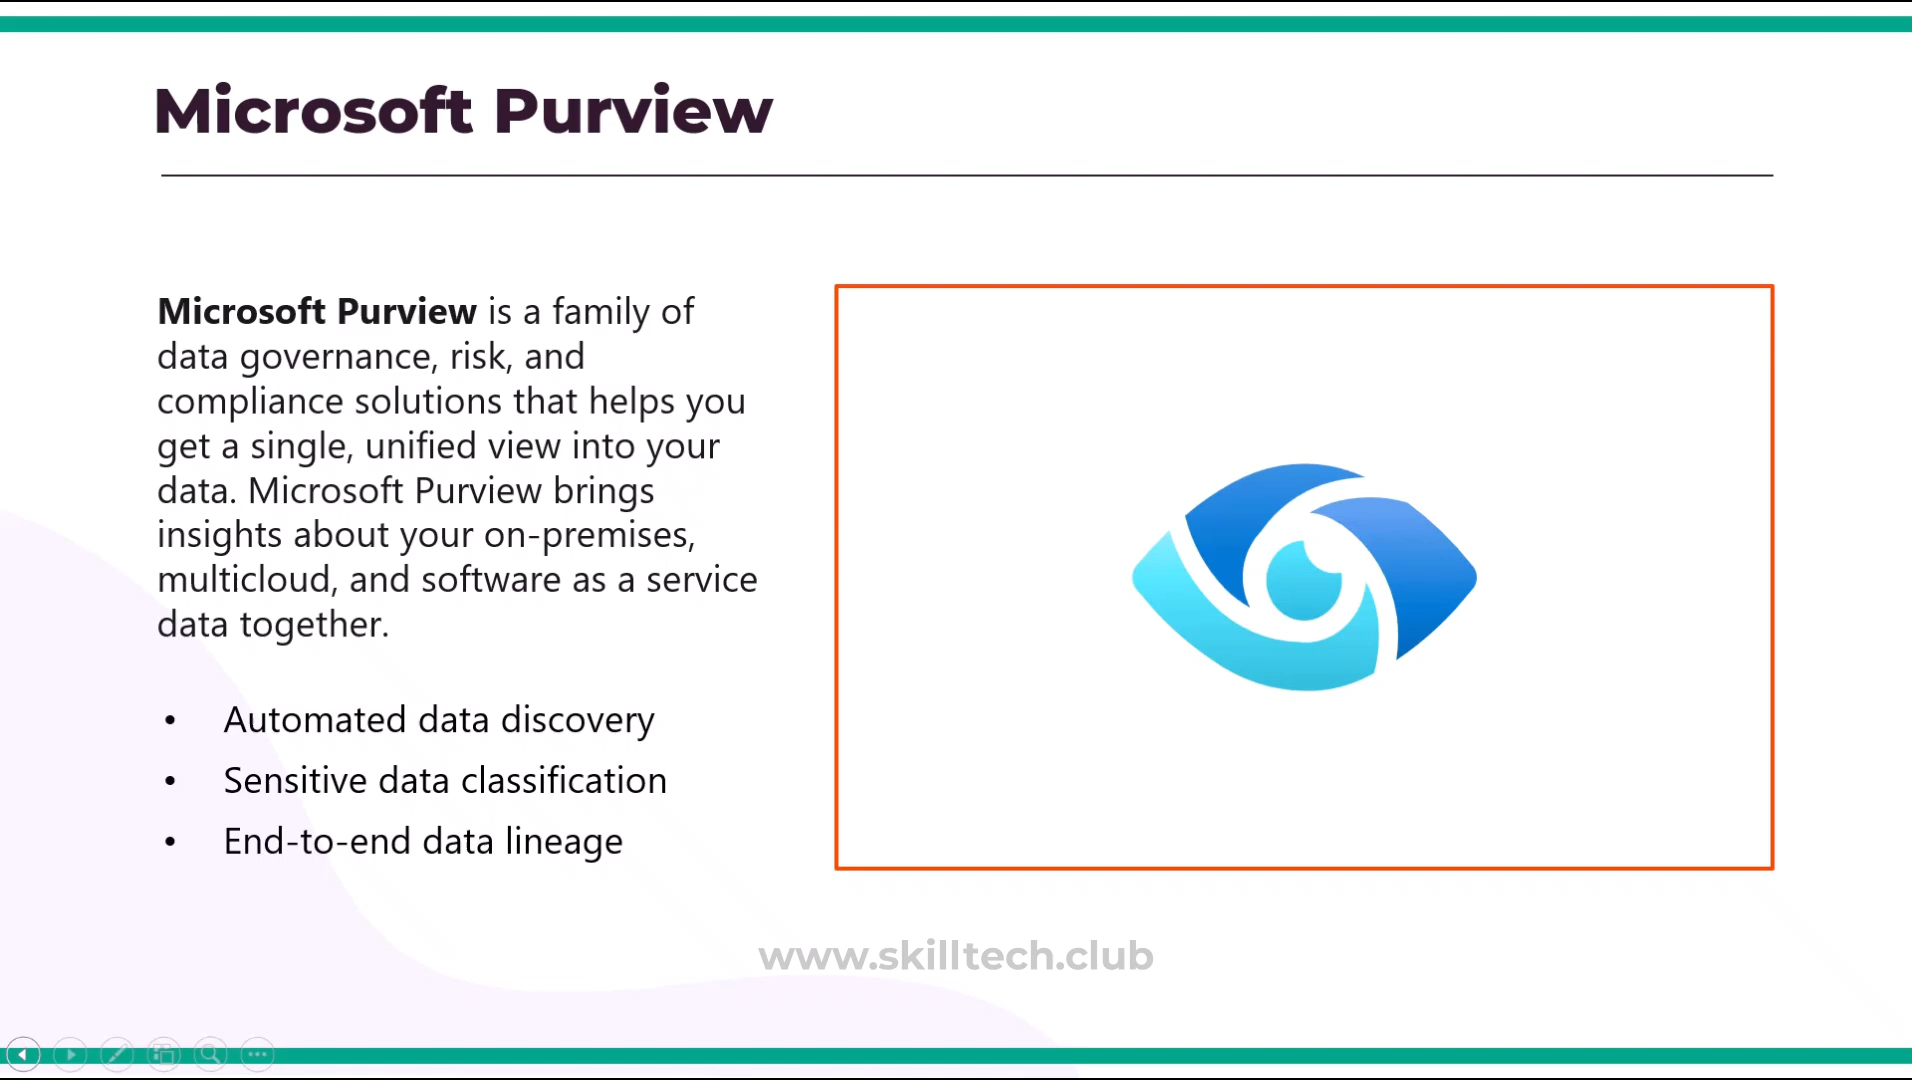 Microsoft Purview
Microsoft Purview is a family of
data governance, risk, and
compliance solutions that helps you
get a single, unified view into your
data. Microsoft Purview brings
insights about your on-premises,
multicloud, and software as a service
data together.
• Automated data discovery
• Sensitive data classification
• End-to-end data lineage
www.skilltech.club